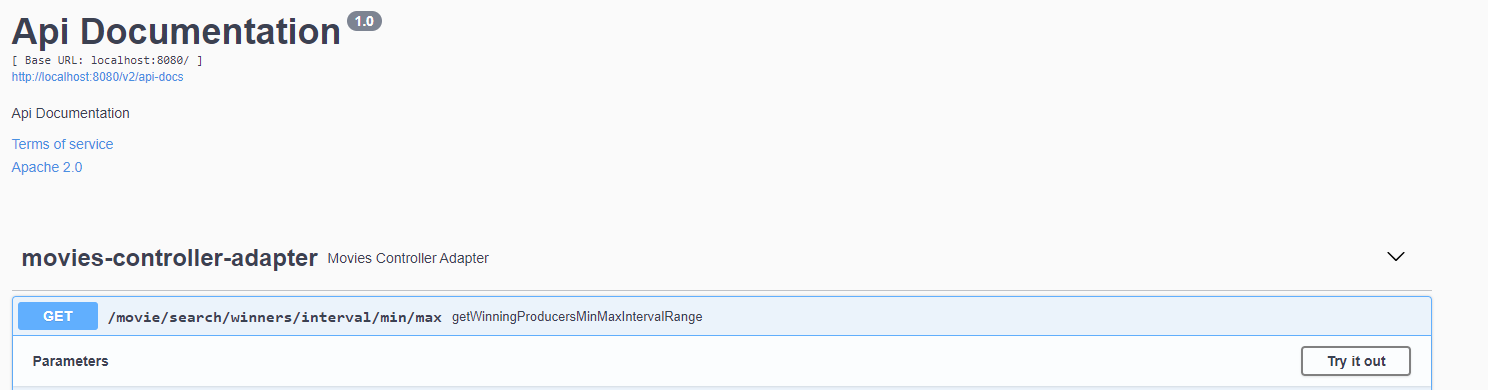 Api Documentation 1.0
[ Base URL: localhost:8080/ ]
http://localhost:8080/v2/api-docs
Api Documentation
Terms of service
Apache 2.0
movies-controller-adapter Movies Controller Adapter
GET /movie/search/winners/interval/min/max getWinningProducersMinMaxIntervalRange
Parameters Try it out